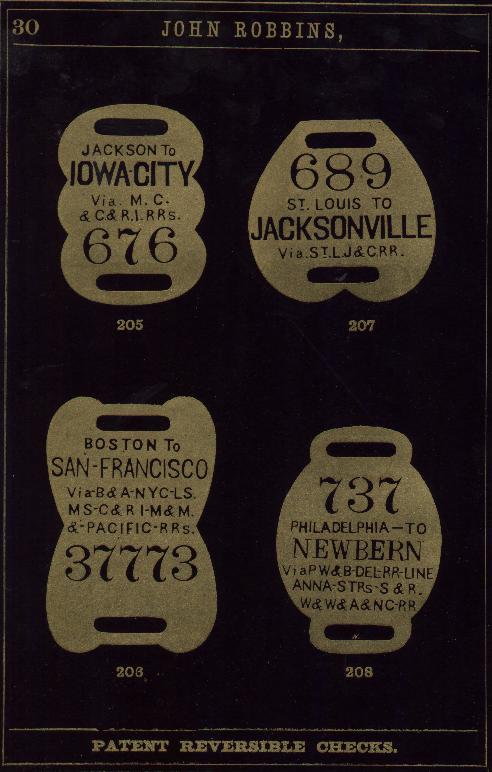 30
JOHN ROBBINS,
JACKSON To
IOWA-CITY
Via. M. C.
& C & R. I. RRs.
676
205
689
ST. LOUIS TO
JACKSONVILLE
Via. ST. L. J & C. RR.
207
BOSTON To
SAN-FRANCISCO
Via-B & A-NYC-LS.
MS-C & R I-M & M.
&-PACIFIC-RRs.
37773
206
737
PHILADELPHIA—TO
NEWBERN
Via PW & B-DEL-RR-LINE
ANNA-STRs-S & R.
W & W & A & NC-RR
208
PATENT REVERSIBLE CHECKS.